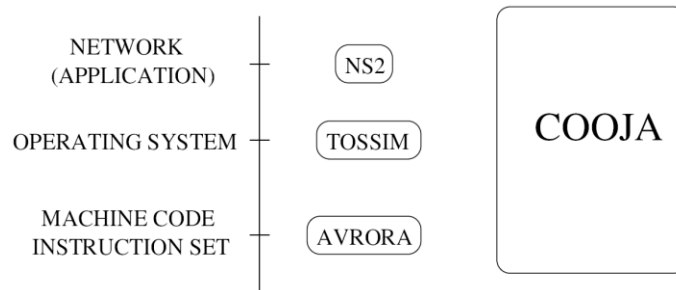 NETWORK
(APPLICATION)
NS2
COOJA
OPERATING SYSTEM
TOSSIM
MACHINE CODE
INSTRUCTION SET
AVRORA